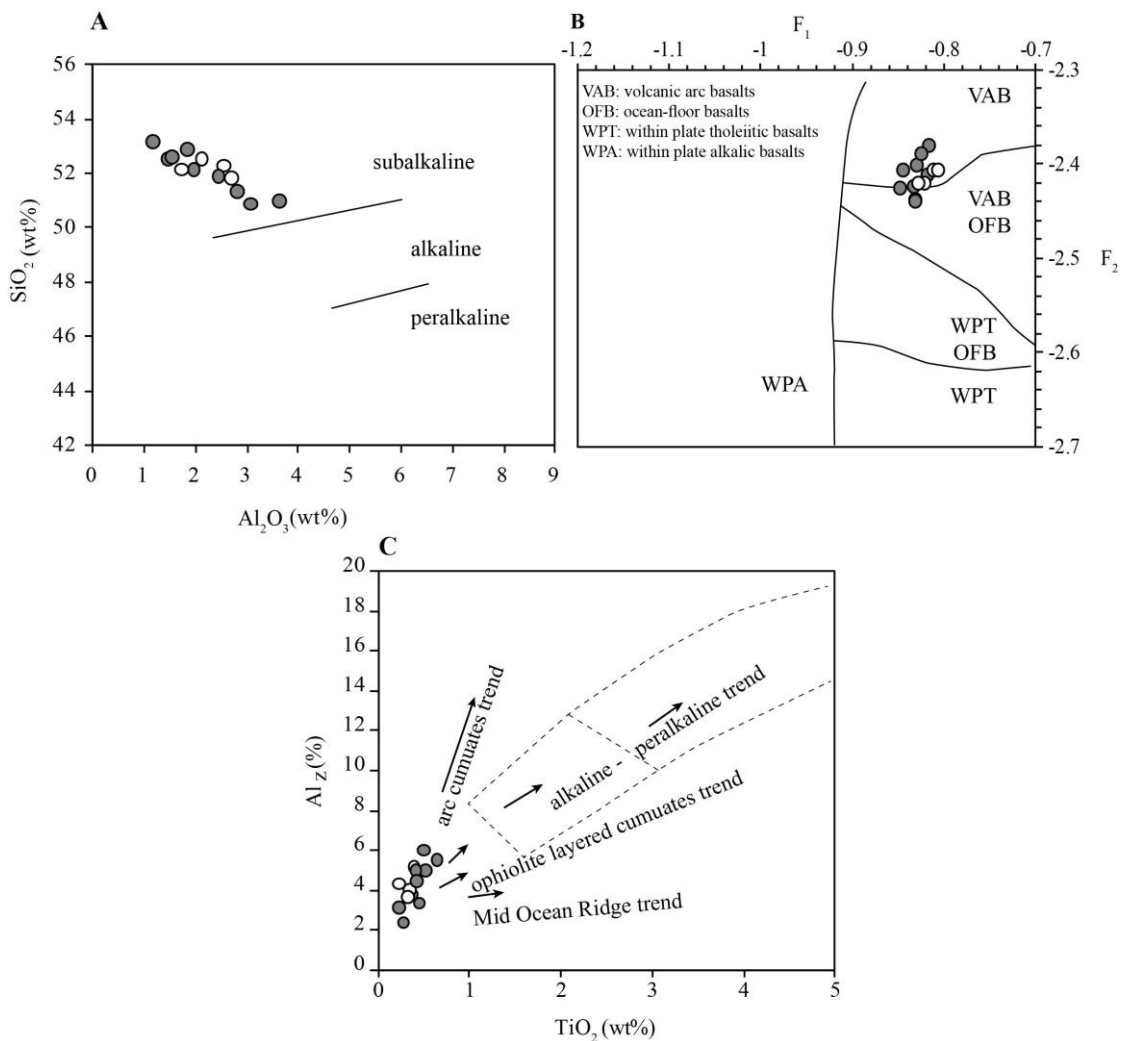 A
SiO2 (wt%)
56
54
52
50
48
46
44
42
subalkaline
alkaline
peralkaline
0 1 2 3 4 5 6 7 8 9
Al2O3(wt%)
B
F1
-1.2 -1.1 -1 -0.9 -0.8 -0.7
VAB: volcanic arc basalts
OFB: ocean-floor basalts
WPT: within plate tholeiitic basalts
WPA: within plate alkalic basalts
VAB
VAB
OFB
WPT
OFB
WPA
WPT
-2.3
-2.4
-2.5
-2.6
-2.7
F2
C
Al Z(%)
20
18
16
14
12
10
8
6
4
2
0
arc cumuates trend
alkaline - peralkaline trend
ophiolite layered cumuates trend
Mid Ocean Ridge trend
0 1 2 3 4 5
TiO2 (wt%)